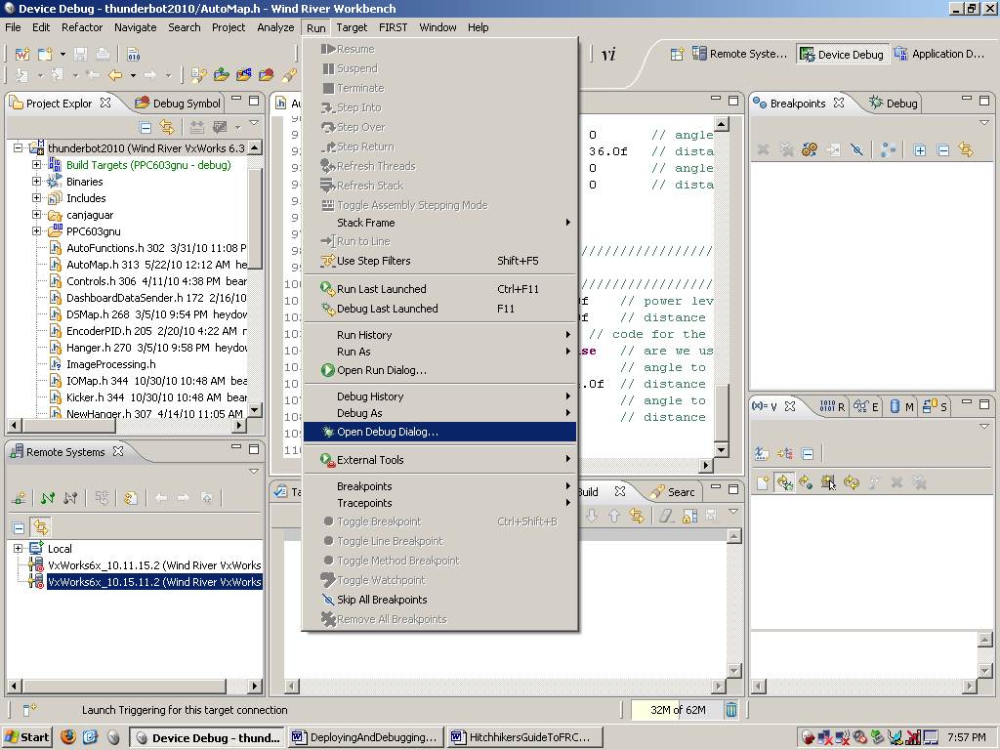 Device Debug - thunderbot2010/AutoMap.h - Wind River Workbench
File Edit Refactor Navigate Search Project Analyze Run Target FIRST Window Help
vi
Remote Syste... Device Debug Application D...
Project Explor Debug Symbol
thunderbot2010 (Wind River VxWorks 6.3
Build Targets (PPC603gnu - debug)
Binaries
Includes
canjaguar
PPC603gnu
AutoFunctions.h 302 3/31/10 11:08 P
AutoMap.h 313 5/22/10 12:12 AM he
Controls.h 306 4/11/10 4:38 PM bear
DashboardDataSender.h 172 2/16/10
DSMap.h 268 3/5/10 9:54 PM heydov
EncoderPID.h 205 2/20/10 4:22 AM
Hanger.h 270 3/5/10 9:58 PM heydov
ImageProcessing.h
IOMap.h 344 10/30/10 10:48 AM bea
Kicker.h 344 10/30/10 10:48 AM bear
NewHanger.h 307 4/14/10 11:05 AM
Remote Systems
Local
VxWorks6x_10.11.15.2 (Wind River VxWorks
VxWorks6x_10.15.11.2 (Wind River VxWorks
Resume
Suspend
Terminate
Step Into
Step Over
Step Return
Refresh Threads
Refresh Stack
Toggle Assembly Stepping Mode
Stack Frame
Run to Line
Use Step Filters Shift+F5
Run Last Launched Ctrl+F11
Debug Last Launched F11
Run History
Run As
Open Run Dialog...
Debug History
Debug As
Open Debug Dialog...
External Tools
Breakpoints
Tracepoints
Toggle Breakpoint Ctrl+Shift+B
Toggle Line Breakpoint
Toggle Method Breakpoint
Toggle Watchpoint
Skip All Breakpoints
Remove All Breakpoints
0 // angle
36.0f // dista
0 // angle
0 // dista
/////////////////
/////////////////
0f // power lev
0f // distance
// code for the
lse // are we us
// angle to
.0f // distance
// angle to
// distance
Build Searc
Breakpoints Debug
V R E M S
Launch Triggering for this target connection
32M of 62M
Start Device Debug - thund... DeployingAndDebugging... HitchhikersGuideToFRC... 7:57 PM